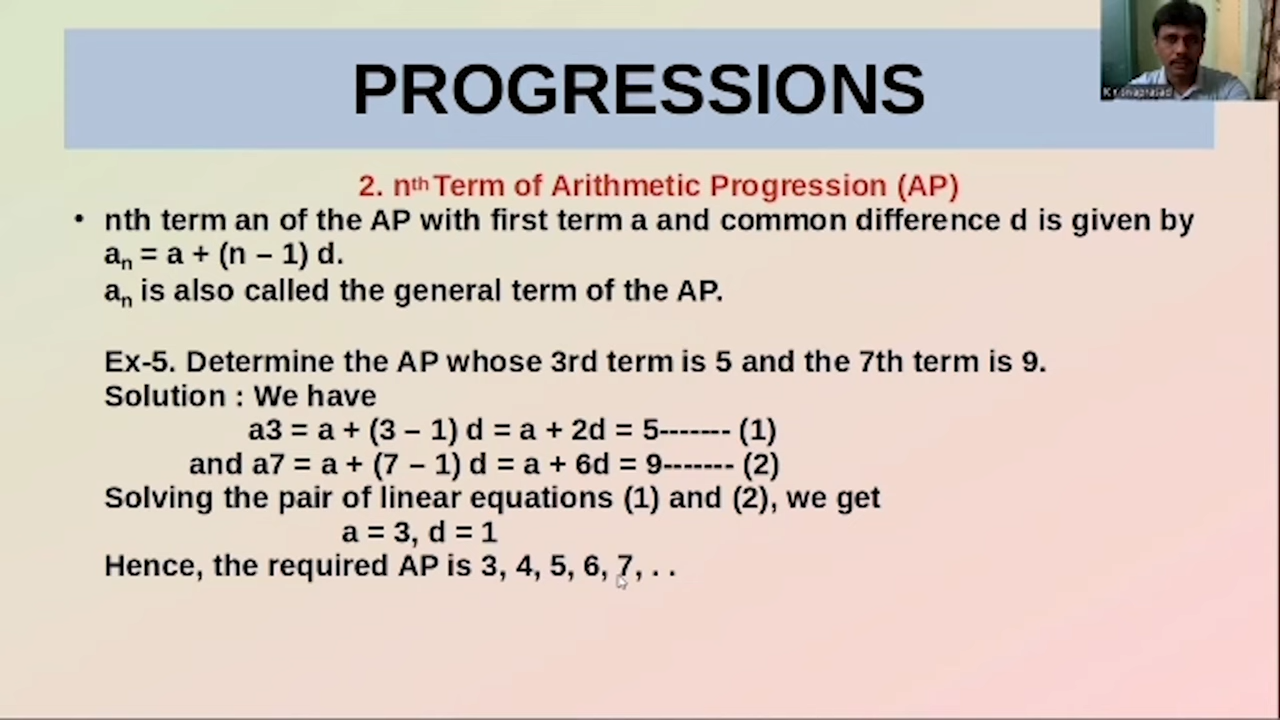 PROGRESSIONS
2. nth Term of Arithmetic Progression (AP)
• nth term an of the AP with first term a and common difference d is given by
an = a + (n – 1) d.
an is also called the general term of the AP.
Ex-5. Determine the AP whose 3rd term is 5 and the 7th term is 9.
Solution : We have
a3 = a + (3 – 1) d = a + 2d = 5------- (1)
and a7 = a + (7 – 1) d = a + 6d = 9------- (2)
Solving the pair of linear equations (1) and (2), we get
a = 3, d = 1
Hence, the required AP is 3, 4, 5, 6, 7, . .